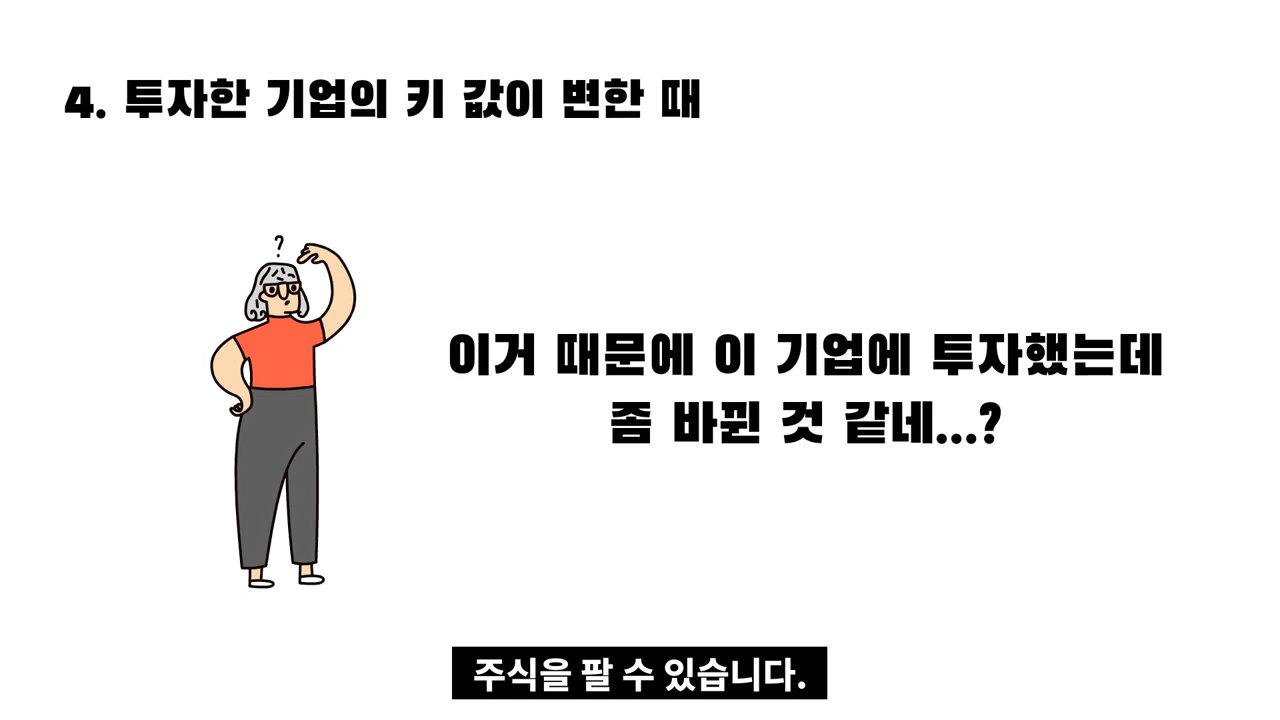 4. 투자한 기업의 키 값이 변한 때
?
이거 때문에 이 기업에 투자했는데
좀 바뀐 것 같네...?
주식을 팔 수 있습니다.